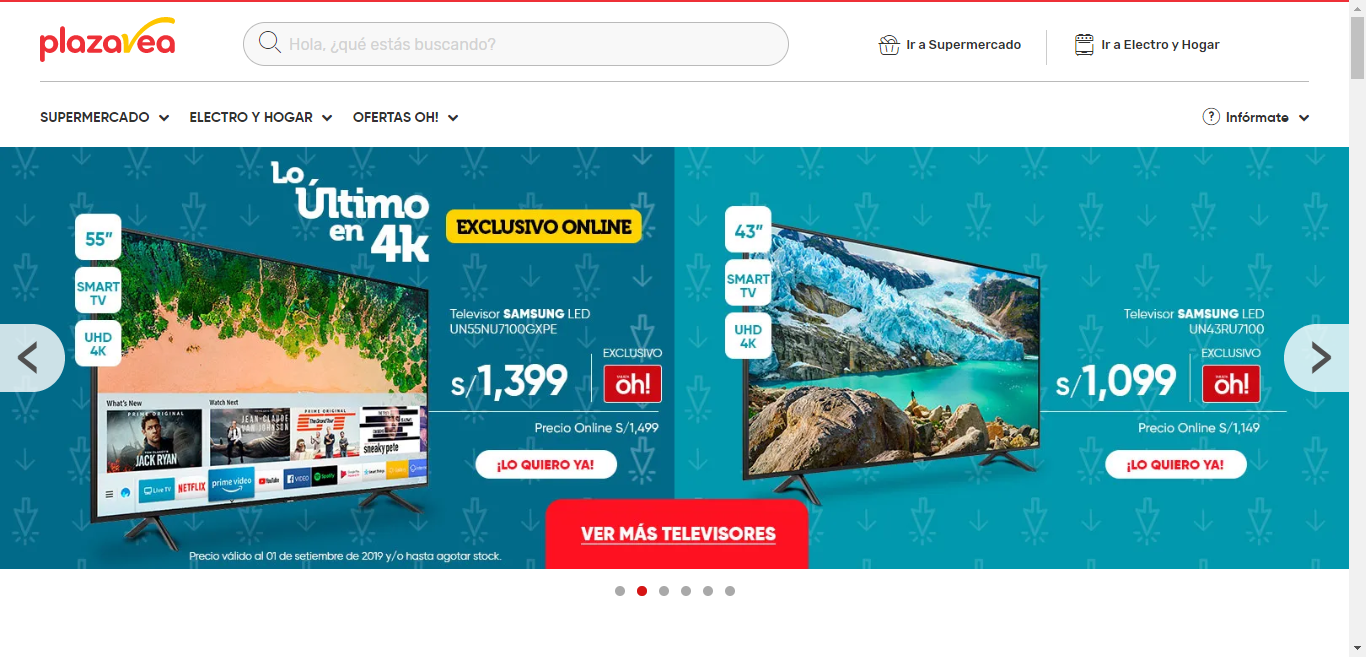 plazavea
Hola, ¿qué estás buscando?
Ir a Supermercado
Ir a Electro y Hogar
SUPERMERCADO
ELECTRO Y HOGAR
OFERTAS OH!
? Infórmate
Lo
Último
en 4k
EXCLUSIVO ONLINE
55”
SMART
TV
UHD
4K
Televisor SAMSUNG LED
UN55NU7100GXPE
S/1,399
EXCLUSIVO
oh!
Precio Online S/1,499
¡LO QUIERO YA!
What's New
Watch Next
PRIME ORIGINAL
JACK RYAN
JEAN-CLAUDE
VAN JOHNSON
PRIME ORIGINAL
The Grand Tour
sneaky pete
Live TV
NETFLIX
prime video
YouTube
VIDEO
Spotify
Precio válido al 01 de setiembre de 2019 y/o hasta agotar stock.
43”
SMART
TV
UHD
4K
Televisor SAMSUNG LED
UN43RU7100
S/1,099
EXCLUSIVO
oh!
Precio Online S/1,149
¡LO QUIERO YA!
VER MÁS TELEVISORES